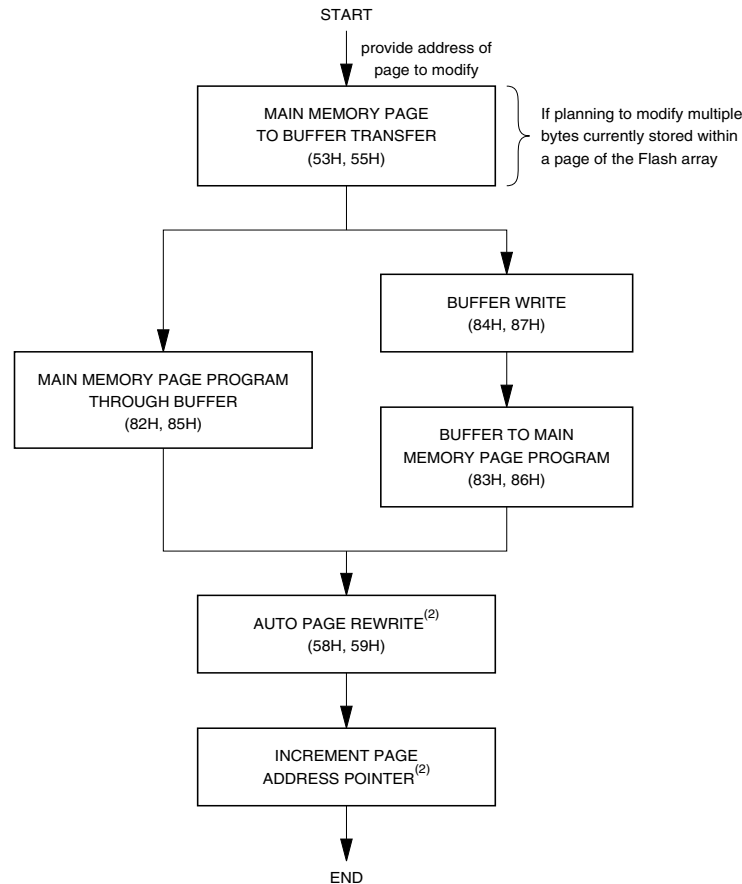 START
provide address of
page to modify
MAIN MEMORY PAGE
TO BUFFER TRANSFER
(53H, 55H)
If planning to modify multiple
bytes currently stored within
a page of the Flash array
BUFFER WRITE
(84H, 87H)
MAIN MEMORY PAGE PROGRAM
THROUGH BUFFER
(82H, 85H)
BUFFER TO MAIN
MEMORY PAGE PROGRAM
(83H, 86H)
AUTO PAGE REWRITE(2)
(58H, 59H)
INCREMENT PAGE
ADDRESS POINTER(2)
END